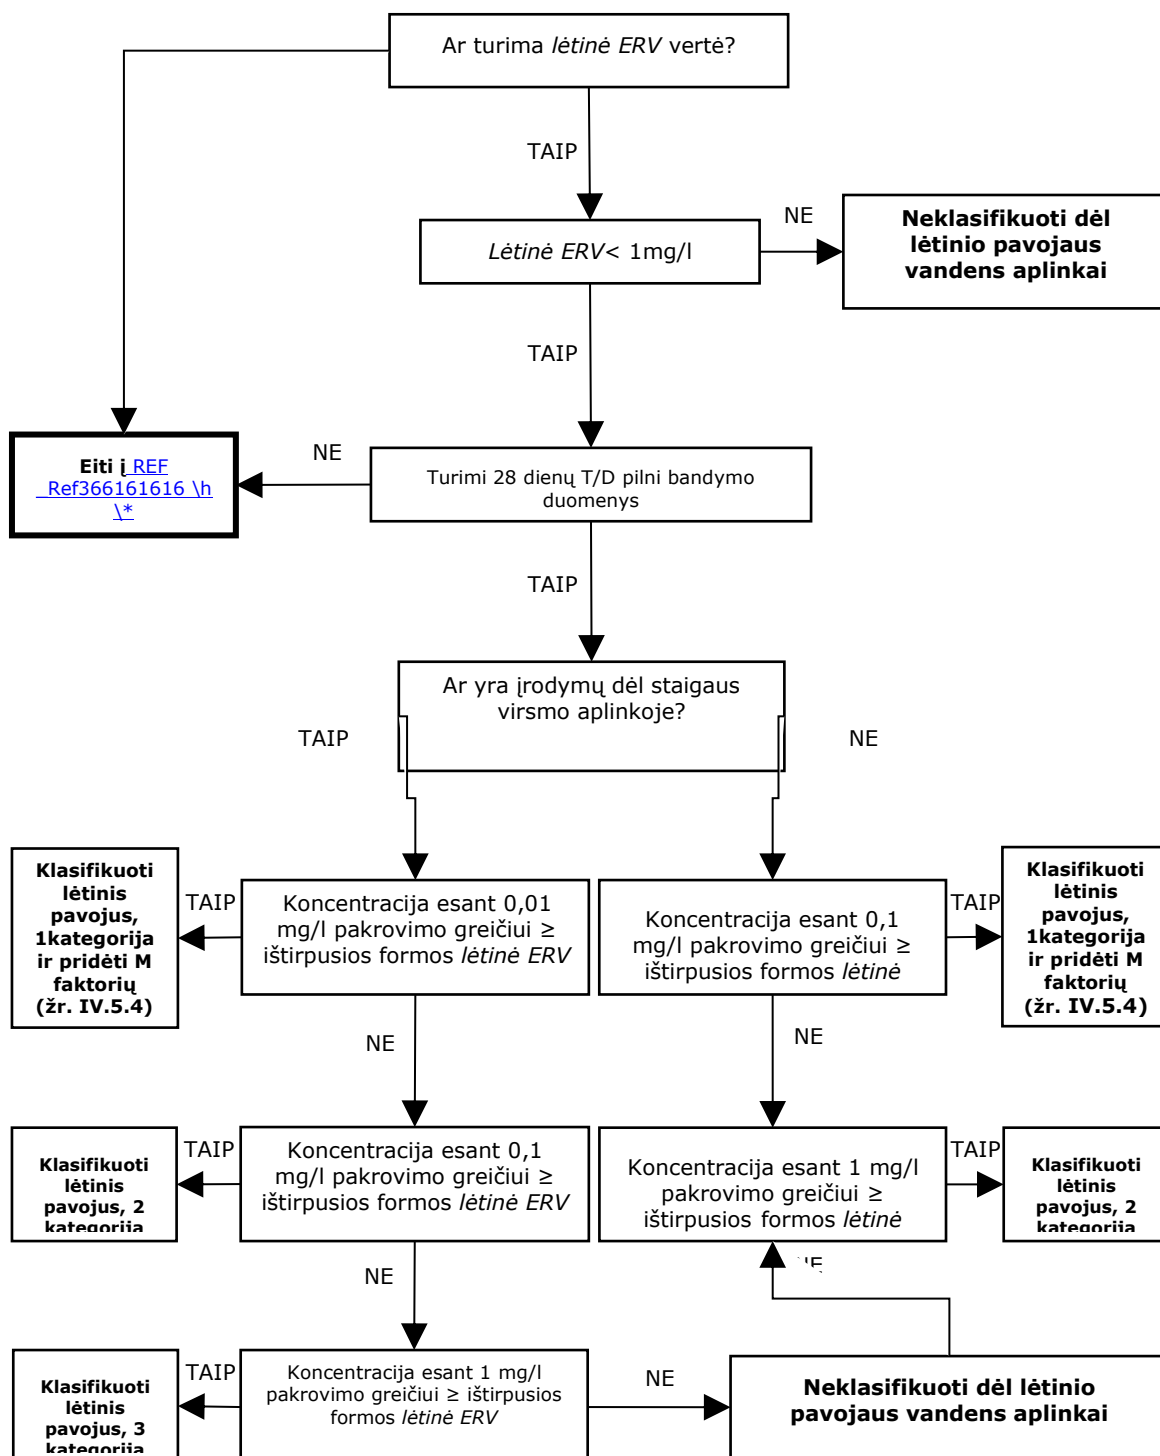 Ar turima lėtinė ERV vertė?
TAIP
NE
Lėtinė ERV< 1mg/l
Neklasifikuoti dėl
lėtinio pavojaus
vandens aplinkai
TAIP
NE
Eiti į REF
_Ref366161616 \h
\*
Turimi 28 dienų T/D pilni bandymo
duomenys
TAIP
Ar yra įrodymų dėl staigaus
virsmo aplinkoje?
TAIP
NE
Klasifikuoti
lėtinis
pavojus,
1kategorija
ir pridėti M
faktorių
(žr. IV.5.4)
TAIP
Koncentracija esant 0,01
mg/l pakrovimo greičiui ≥
ištirpusios formos lėtinė ERV
Koncentracija esant 0,1
mg/l pakrovimo greičiui ≥
ištirpusios formos lėtinė
TAIP
Klasifikuoti
lėtinis
pavojus,
1kategorija
ir pridėti M
faktorių
(žr. IV.5.4)
NE
NE
Klasifikuoti
lėtinis
pavojus, 2
kategorija
TAIP
Koncentracija esant 0,1
mg/l pakrovimo greičiui ≥
ištirpusios formos lėtinė ERV
Koncentracija esant 1 mg/l
pakrovimo greičiui ≥
ištirpusios formos lėtinė
TAIP
Klasifikuoti
lėtinis
pavojus, 2
kategorija
NE
NE
Klasifikuoti
lėtinis
pavojus, 3
kategorija
TAIP
Koncentracija esant 1 mg/l
pakrovimo greičiui ≥ ištirpusios
formos lėtinė ERV
NE
Neklasifikuoti dėl lėtinio
pavojaus vandens aplinkai